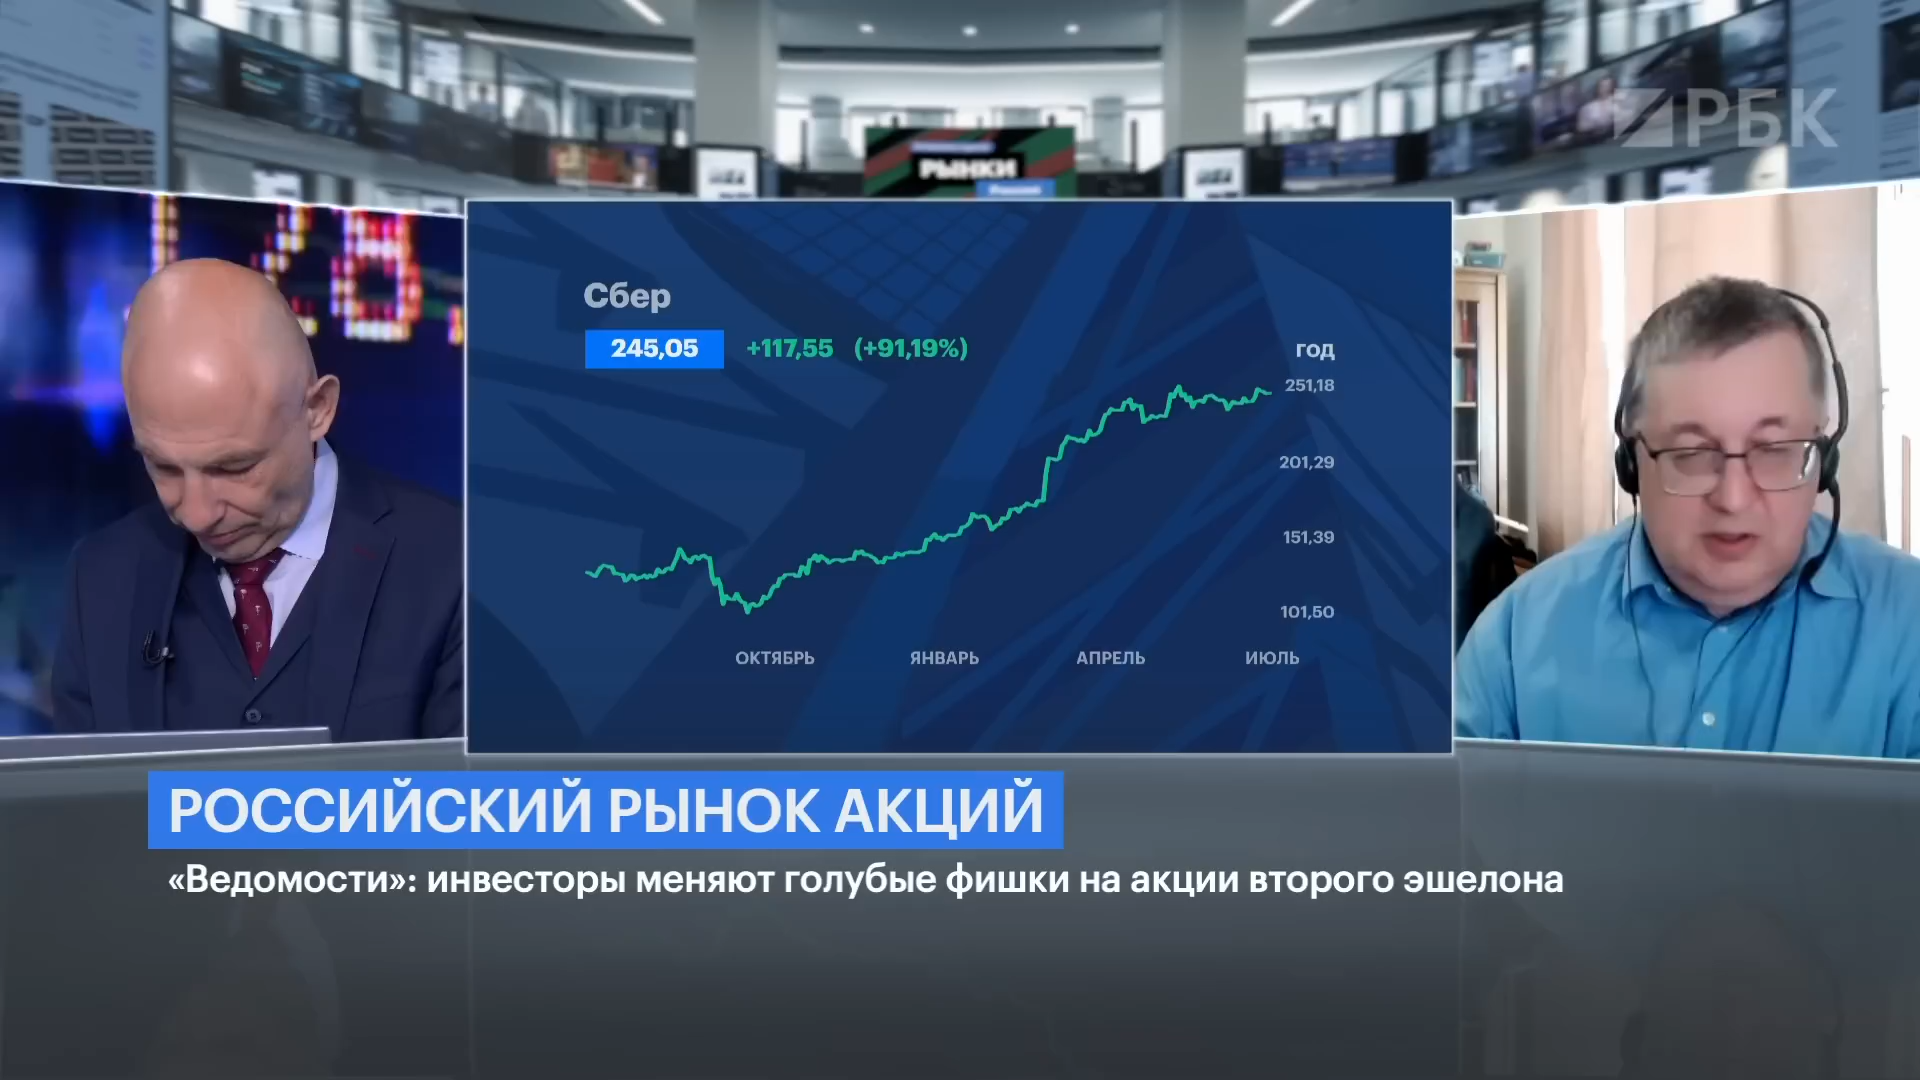 РБК
РЫНКИ
Сбер
245,05 +117,55 (+91,19%)
ГОД
251,18
201,29
151,39
101,50
ОКТЯБРЬ ЯНВАРЬ АПРЕЛЬ ИЮЛЬ
РОССИЙСКИЙ РЫНОК АКЦИЙ
«Ведомости»: инвесторы меняют голубые фишки на акции второго эшелона